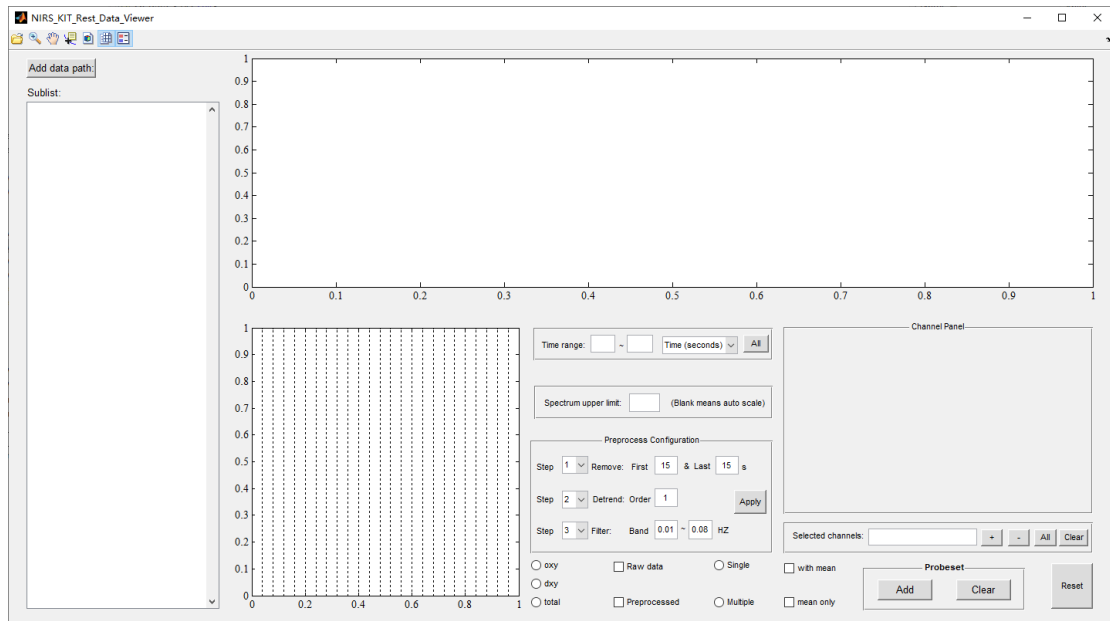 NIRS_KIT_Rest_Data_Viewer
Add data path:
Sublist:
1
0.9
0.8
0.7
0.6
0.5
0.4
0.3
0.2
0.1
0
0 0.1 0.2 0.3 0.4 0.5 0.6 0.7 0.8 0.9 1
1
0.9
0.8
0.7
0.6
0.5
0.4
0.3
0.2
0.1
0
0 0.2 0.4 0.6 0.8 1
Time range: ~ Time (seconds) All
Spectrum upper limit: (Blank means auto scale)
Preprocess Configuration
Step 1 Remove: First 15 & Last 15 s
Step 2 Detrend: Order 1 Apply
Step 3 Filter: Band 0.01 ~ 0.08 HZ
oxy Raw data Single
dxy
total Preprocessed Multiple
Channel Panel
Selected channels: + - All Clear
with mean
mean only
Probeset
Add Clear
Reset